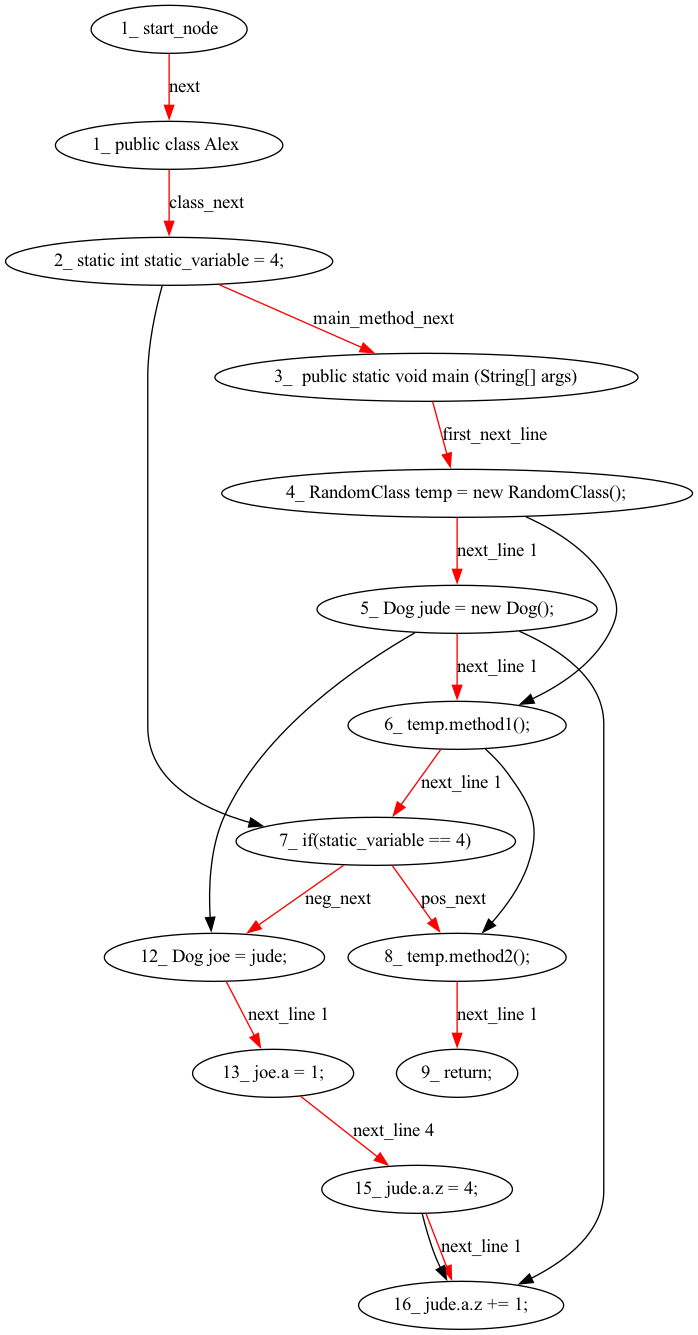 1_ start_node
next
1_ public class Alex
class_next
2_ static int static_variable = 4;
main_method_next
3_  public static void main (String[] args)
first_next_line
4_ RandomClass temp = new RandomClass();
next_line 1
5_ Dog jude = new Dog();
next_line 1
6_ temp.method1();
next_line 1
7_ if(static_variable == 4)
neg_next
pos_next
12_ Dog joe = jude;
8_ temp.method2();
next_line 1
next_line 1
13_ joe.a = 1;
9_ return;
next_line 4
15_ jude.a.z = 4;
next_line 1
16_ jude.a.z += 1;